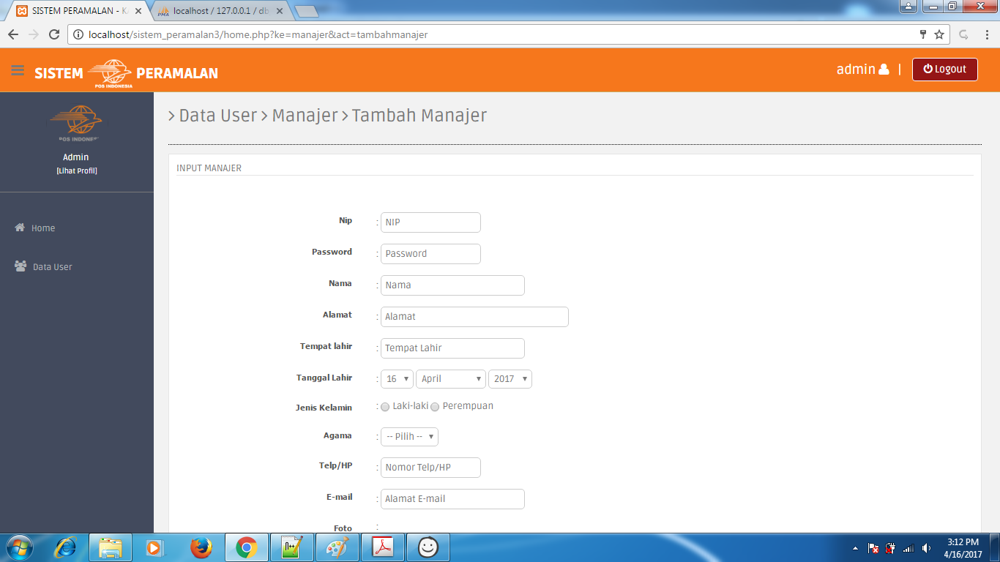 SISTEM PERAMALAN - K
localhost / 127.0.0.1 / db
localhost/sistem_peramalan3/home.php?ke=manajer&act=tambahmanajer
SISTEM POS INDONESIA PERAMALAN
admin | Logout
POS INDONE
Admin
[Lihat Profil]
Home
Data User
> Data User > Manajer > Tambah Manajer
INPUT MANAJER
Nip : NIP
Password : Password
Nama : Nama
Alamat : Alamat
Tempat lahir : Tempat Lahir
Tanggal Lahir : 16 April 2017
Jenis Kelamin : Laki-laki Perempuan
Agama : -- Pilih --
Telp/HP : Nomor Telp/HP
E-mail : Alamat E-mail
Foto :
3:12 PM
4/16/2017